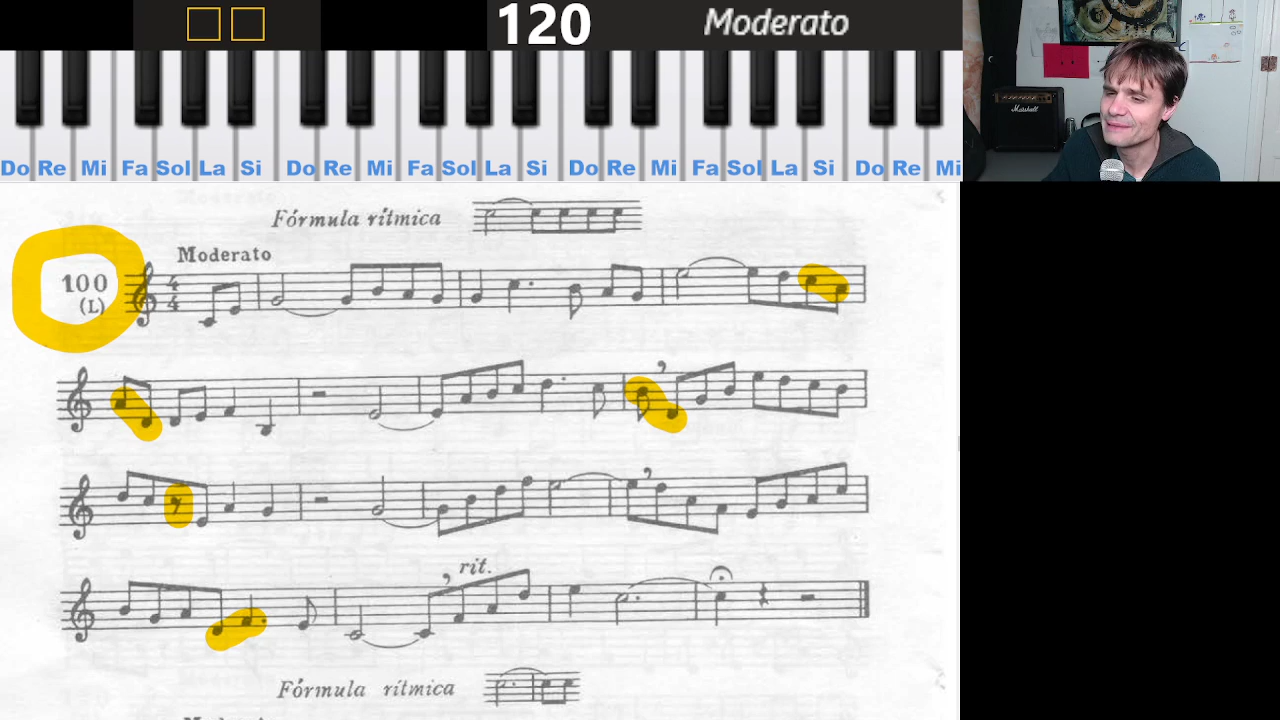 120 Moderato
Marshall
Do Re Mi Fa Sol La Si Do Re Mi Fa Sol La Si Do Re Mi Fa Sol La Si Do Re Mi
Fórmula rítmica
Moderato
100
(L)
4
4
rit.
Fórmula rítmica